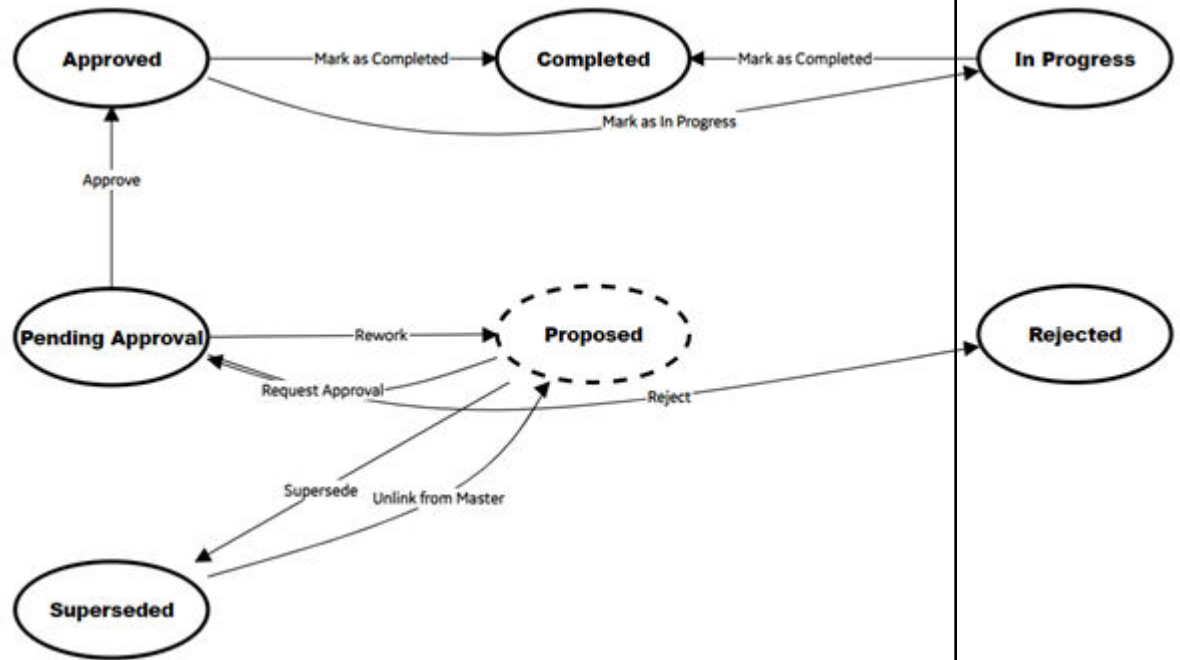 Approved
Mark as Completed
Completed
Mark as Completed
In Progress
Mark as In Progress
Approve
Pending Approval
Rework
Proposed
Rejected
Request Approval
Reject
Supersede
Unlink from Master
Superseded